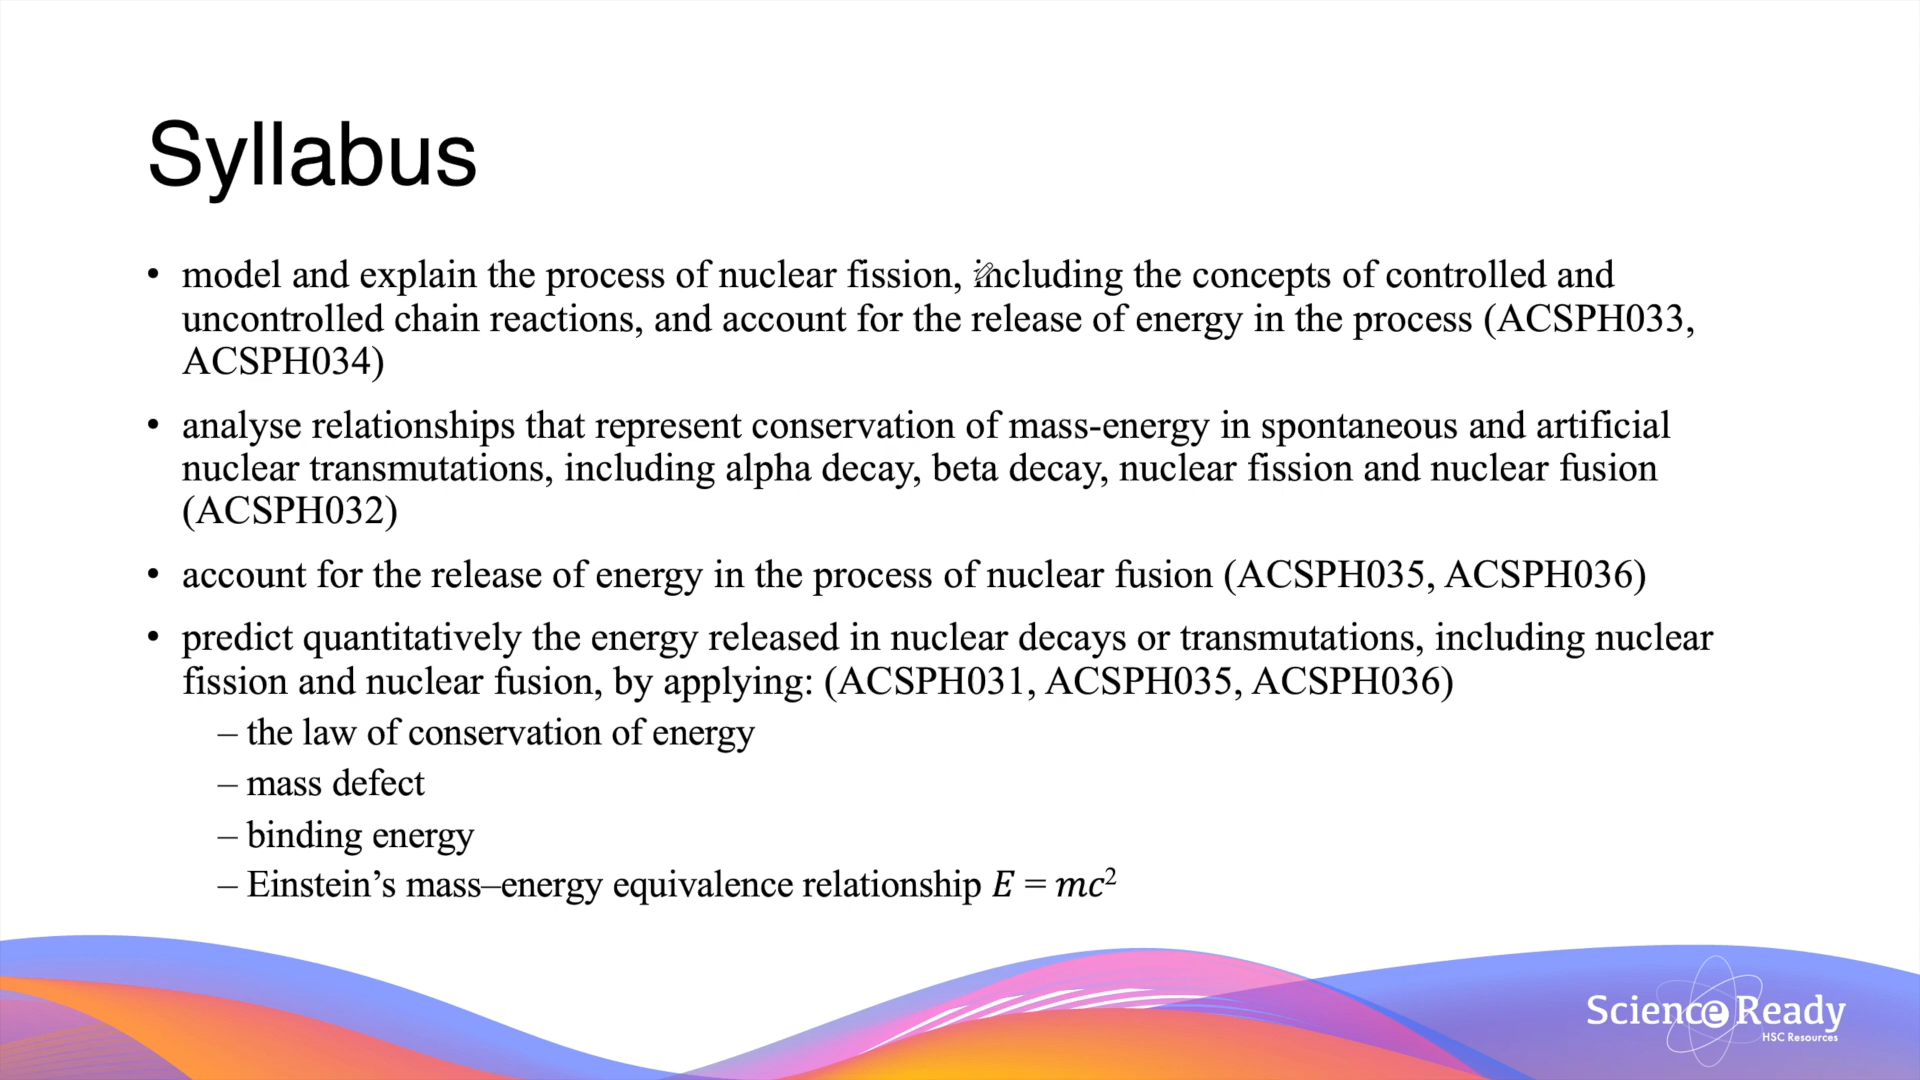 Syllabus
• model and explain the process of nuclear fission, including the concepts of controlled and
uncontrolled chain reactions, and account for the release of energy in the process (ACSPH033,
ACSPH034)
• analyse relationships that represent conservation of mass-energy in spontaneous and artificial
nuclear transmutations, including alpha decay, beta decay, nuclear fission and nuclear fusion
(ACSPH032)
• account for the release of energy in the process of nuclear fusion (ACSPH035, ACSPH036)
• predict quantitatively the energy released in nuclear decays or transmutations, including nuclear
fission and nuclear fusion, by applying: (ACSPH031, ACSPH035, ACSPH036)
– the law of conservation of energy
– mass defect
– binding energy
– Einstein’s mass–energy equivalence relationship E = mc²
Science Ready
HSC Resources